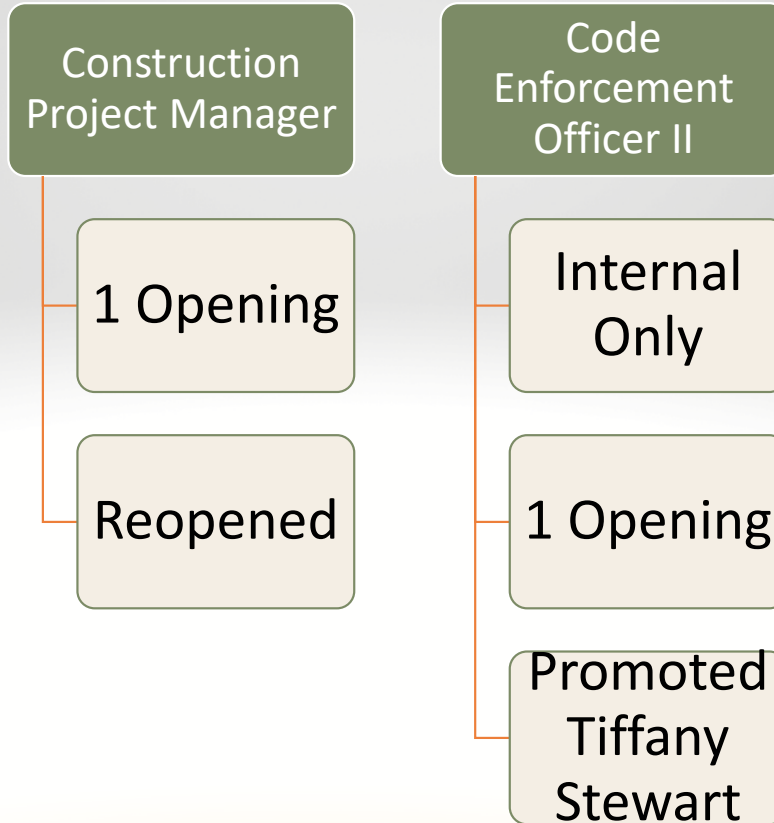 Construction
Project Manager
1 Opening
Reopened
Code
Enforcement
Officer II
Internal
Only
1 Opening
Promoted
Tiffany
Stewart